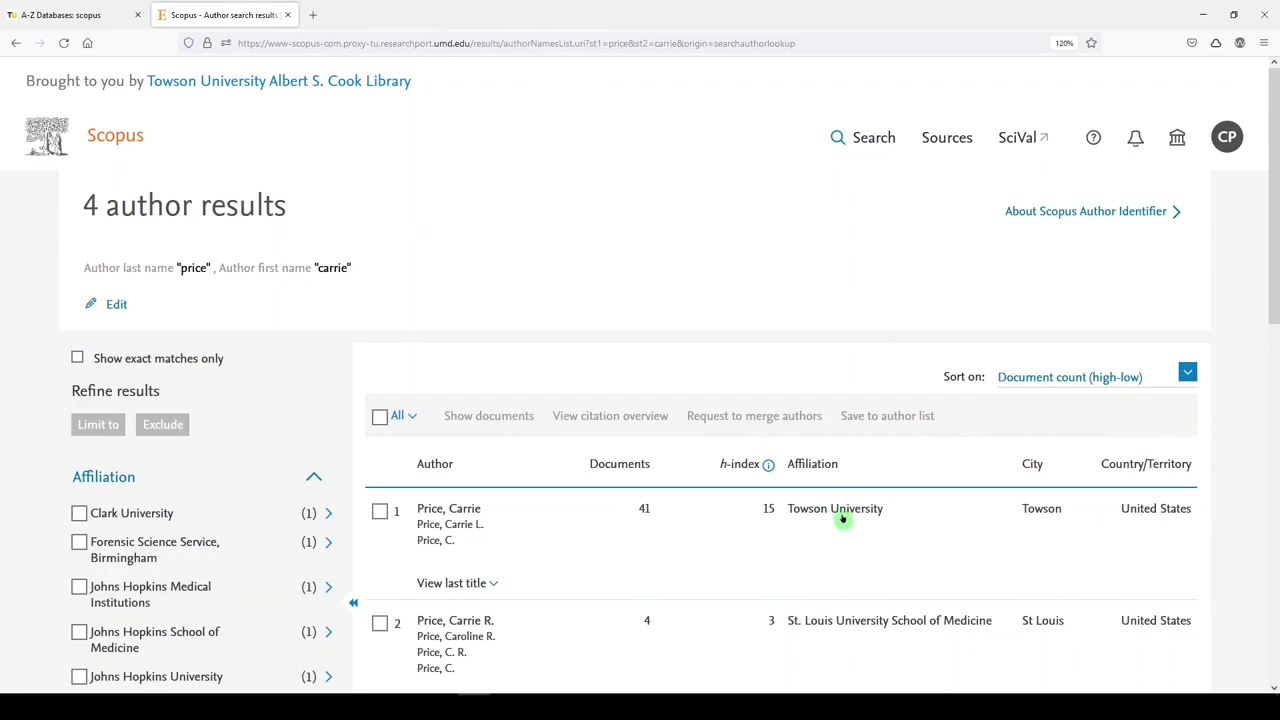 A-Z Databases: scopus
Scopus - Author search results |
https://www-scopus-com.proxy-tu.researchport.umd.edu/results/authorNamesList.uri?st1=price&st2=carrie&origin=searchauthorlookup
120%
Brought to you by Towson University Albert S. Cook Library
Scopus
Search
Sources
SciVal
CP
4 author results
About Scopus Author Identifier
Author last name "price" , Author first name "carrie"
Edit
Show exact matches only
Refine results
Limit to
Exclude
Sort on: Document count (high-low)
All
Show documents
View citation overview
Request to merge authors
Save to author list
Affiliation
Clark University (1)
Forensic Science Service, (1)
Birmingham
Johns Hopkins Medical (1)
Institutions
Johns Hopkins School of (1)
Medicine
Johns Hopkins University (1)
Author Documents h-index Affiliation City Country/Territory
1 Price, Carrie 41 15 Towson University Towson United States
Price, Carrie L.
Price, C.
View last title
2 Price, Carrie R. 4 3 St. Louis University School of Medicine St Louis United States
Price, Caroline R.
Price, C. R.
Price, C.